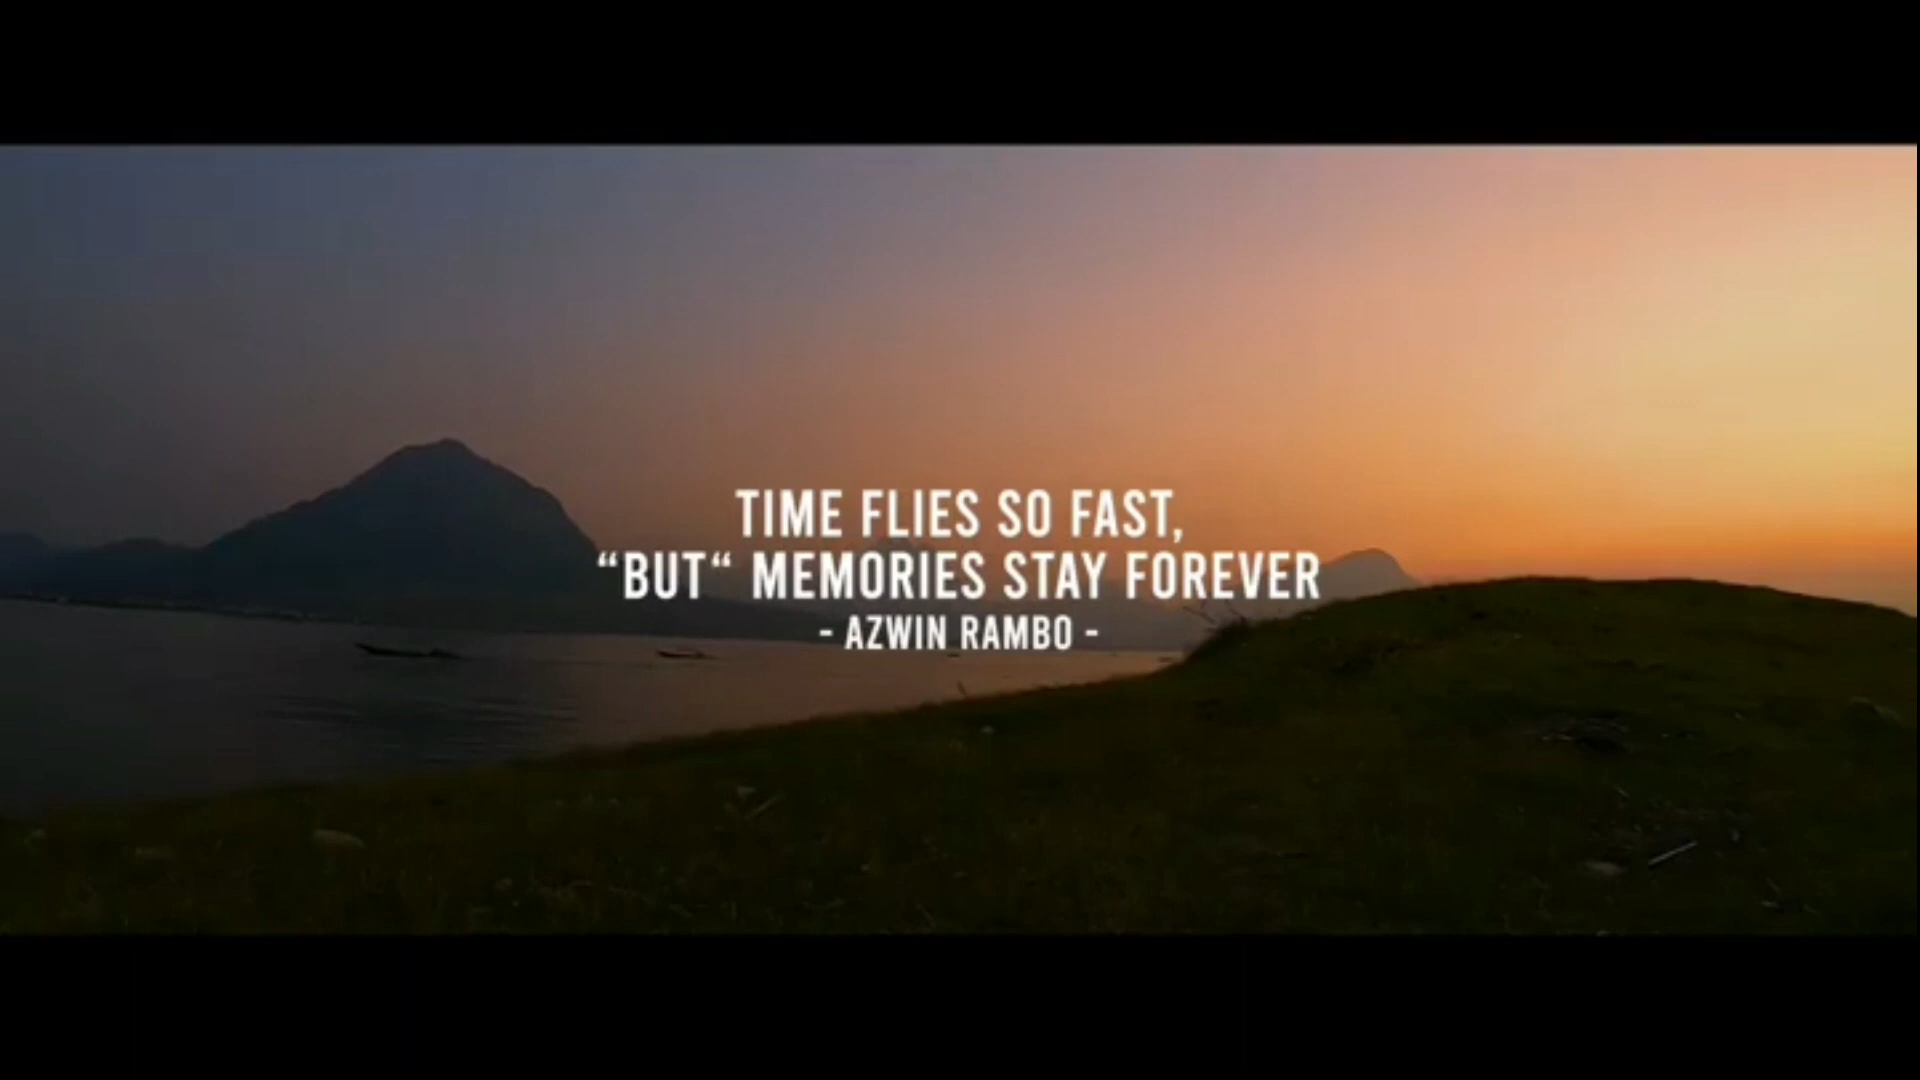 TIME FLIES SO FAST,
“BUT“ MEMORIES STAY FOREVER
- AZWIN RAMBO -